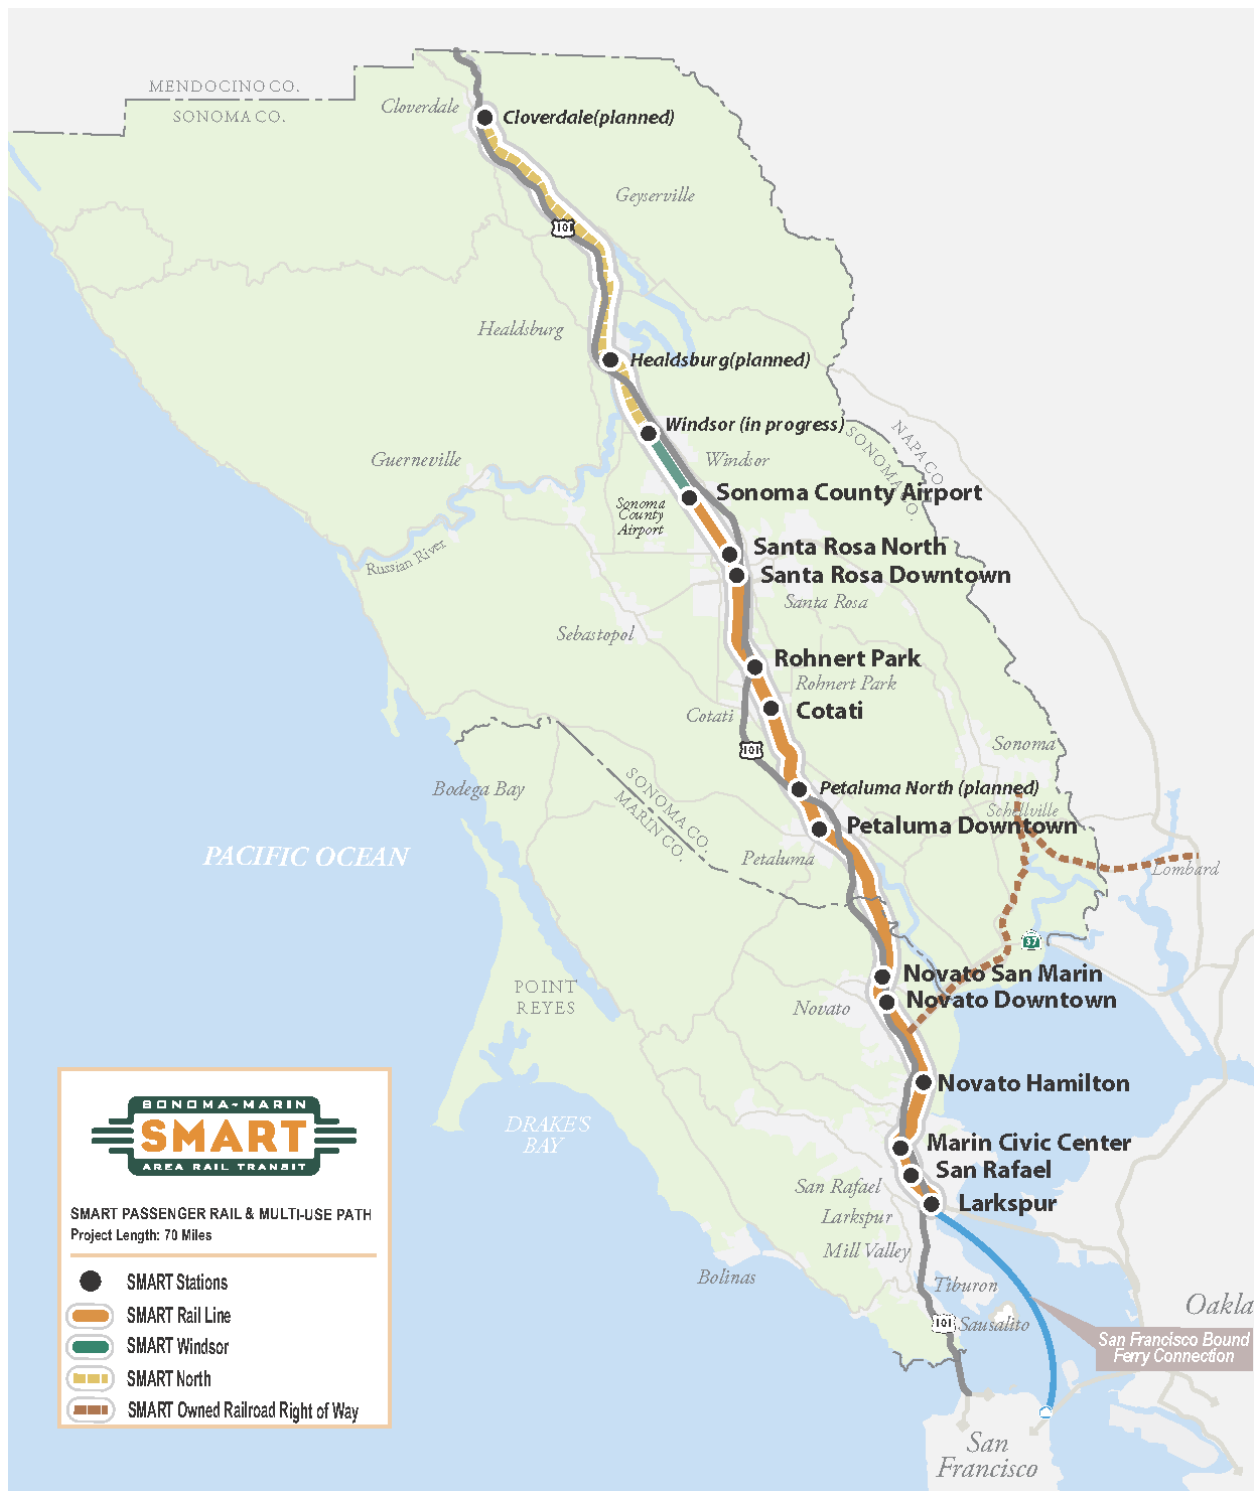 MENDOCINO CO.
SONOMA CO.
Cloverdale
Cloverdale(planned)
Geyserville
101
Healdsburg
Healdsburg(planned)
Windsor (in progress)
NAPA CO.
SONOMA CO.
Guerneville
Windsor
Sonoma County Airport
Sonoma
County
Airport
Santa Rosa North
Russian River
Santa Rosa Downtown
Santa Rosa
Sebastopol
Rohnert Park
Rohnert Park
Cotati
Cotati
101
Sonoma
SONOMA CO.
MARIN CO.
Bodega Bay
Petaluma North (planned)
Schellville
Petaluma Downtown
PACIFIC OCEAN
Petaluma
Lombard
37
Novato San Marin
POINT
REYES
Novato Downtown
Novato
Novato Hamilton
DRAKE'S
BAY
Marin Civic Center
San Rafael
San Rafael
Larkspur
Larkspur
Mill Valley
Bolinas
Tiburon
101
Sausalito
Oakla
San Francisco Bound
Ferry Connection
San
Francisco
SONOMA-MARIN
SMART
AREA RAIL TRANSIT
SMART PASSENGER RAIL & MULTI-USE PATH
Project Length: 70 Miles
SMART Stations
SMART Rail Line
SMART Windsor
SMART North
SMART Owned Railroad Right of Way